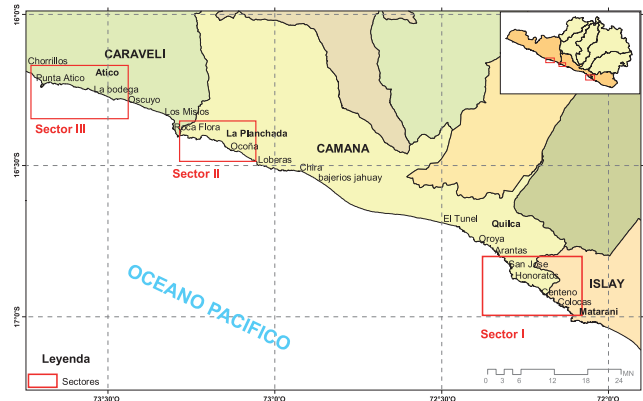 16°0'S
16°30'S
17°0'S
CARAVELÍ
Chorrillos
Atico
Punta Atico
La bodega
Oscuyo
Sector III
Los Mislos
Roca Flora
La Planchada
Ocoña
Loberas
Sector II
CAMANA
Chira
bajerios jahuay
El Tunel
Quilca
Oroya
Arantas
San Jose
Honoratos
Centeno
ISLAY
Colocas
Matarani
Sector I
OCEANO PACIFICO
Leyenda
Sectores
0 3 6 12 18 24 MN
73°30'O 73°0'O 72°30'O 72°0'O